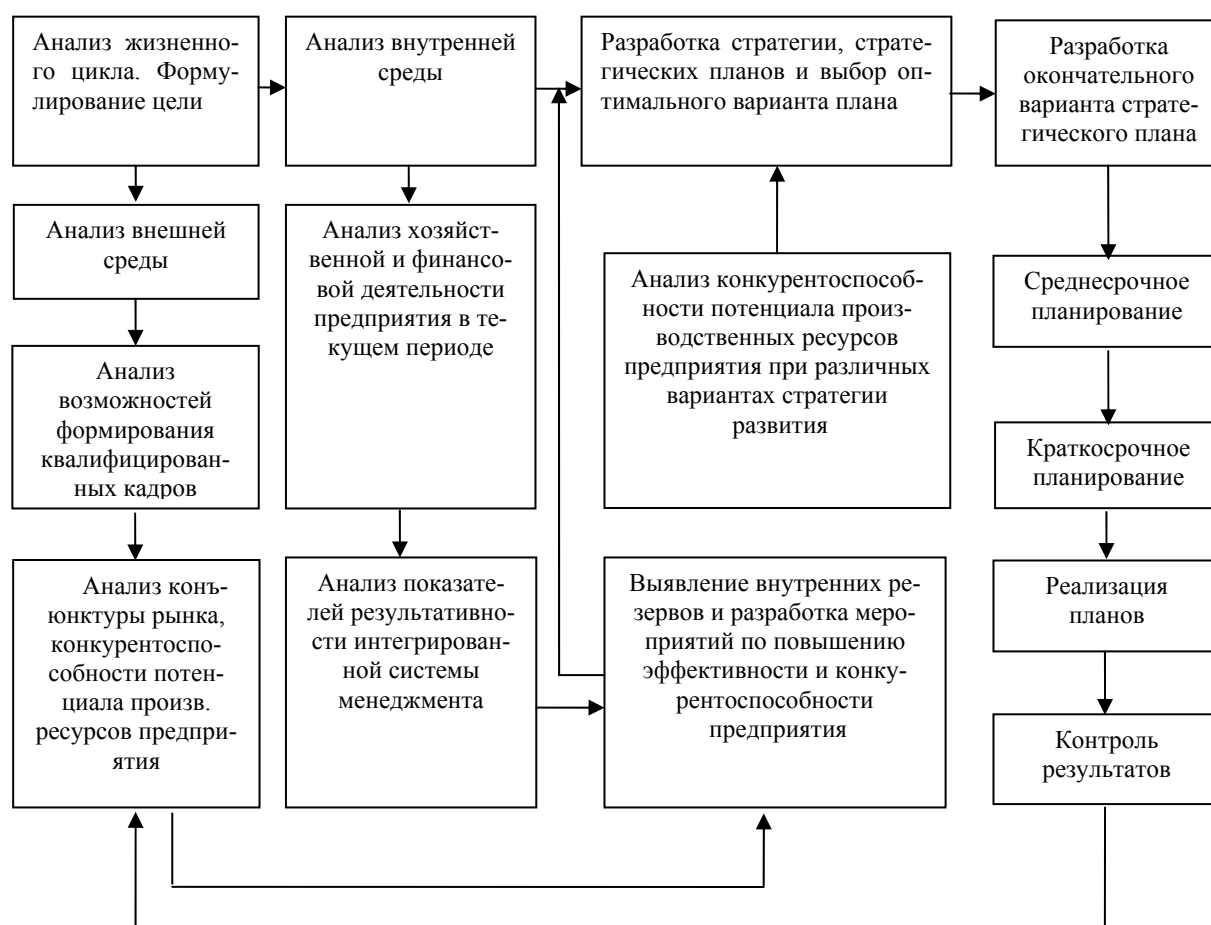 Анализ жизненно-
го цикла. Форму-
лирование цели
Анализ внутренней
среды
Разработка стратегии, страте-
гических планов и выбор оп-
тимального варианта плана
Разработка
окончательного
варианта страте-
гического плана
Анализ внешней
среды
Анализ хозяйст-
венной и финансо-
вой деятельности
предприятия в те-
кущем периоде
Анализ конкурентоспособ-
ности потенциала произ-
водственных ресурсов
предприятия при различных
вариантах стратегии
развития
Среднесрочное
планирование
Анализ
возможностей
формирования
квалифицирован-
ных кадров
Краткосрочное
планирование
Анализ конъ-
юнктуры рынка,
конкурентоспо-
собности потен-
циала произв.
ресурсов предпри-
ятия
Анализ показате-
лей результативно-
сти интегрирован-
ной системы
менеджмента
Выявление внутренних ре-
зервов и разработка меро-
приятий по повышению
эффективности и конку-
рентоспособности
предприятия
Реализация
планов
Контроль
результатов